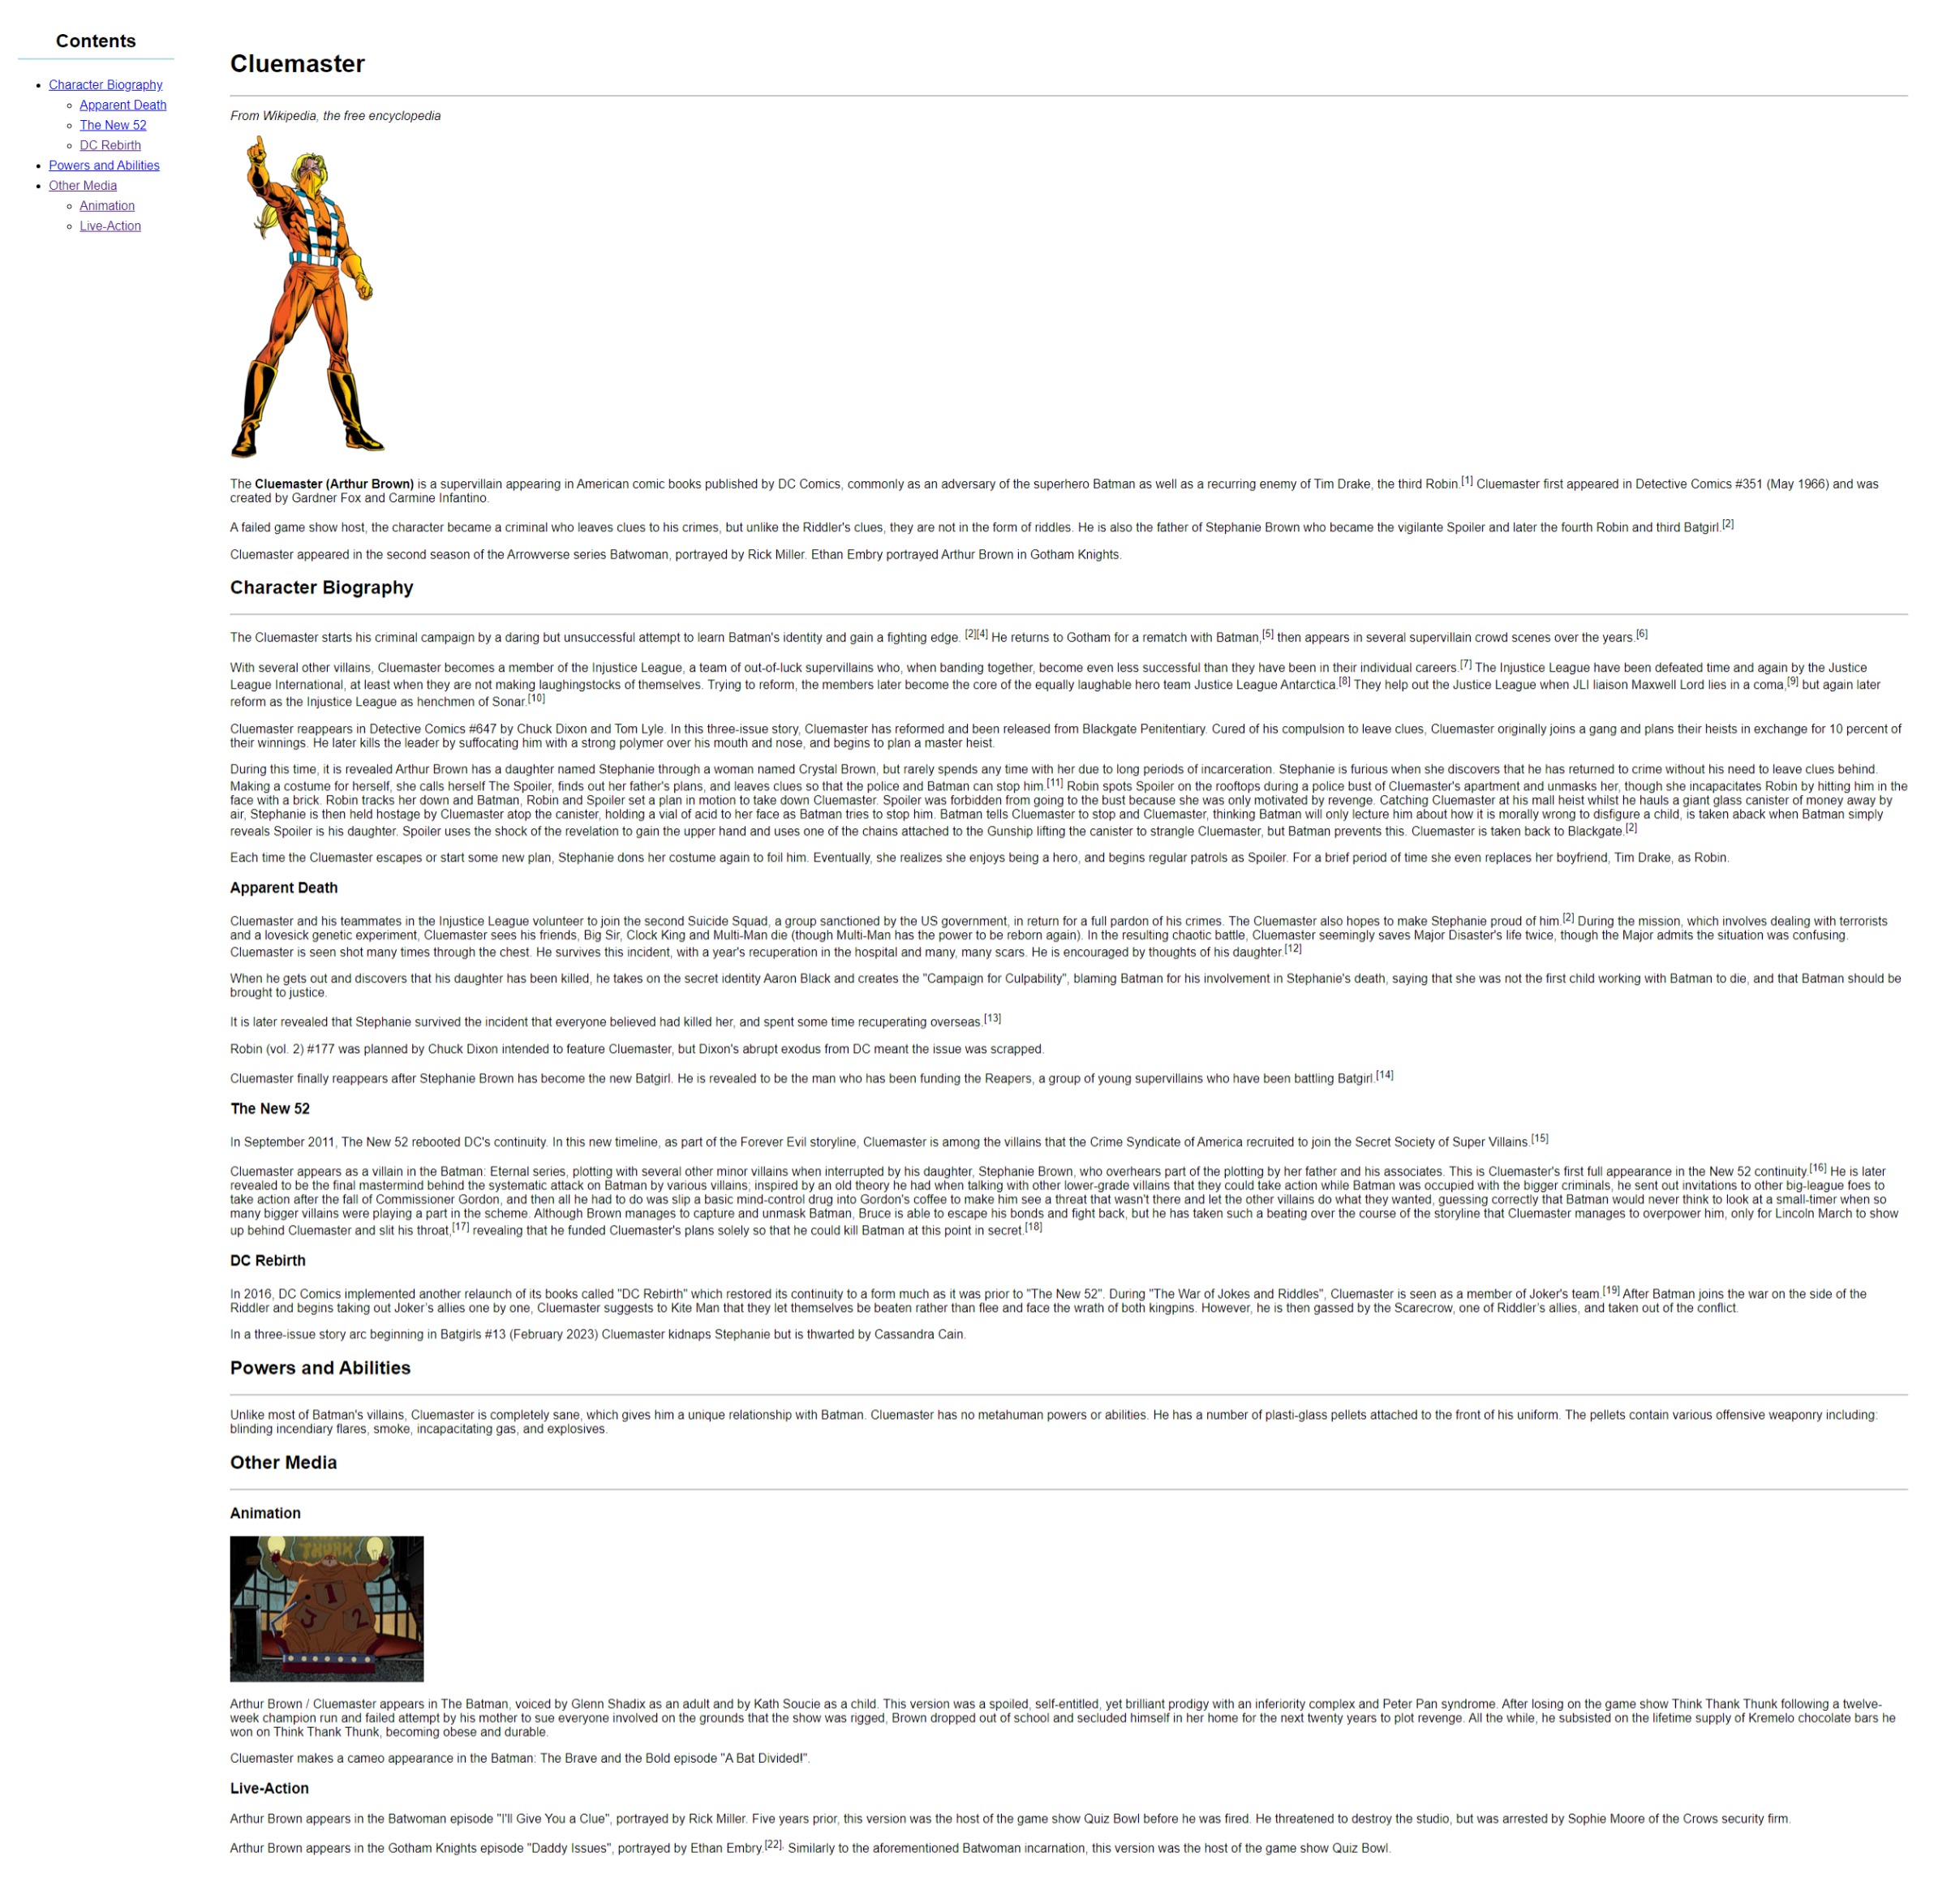 Contents
Character Biography
Apparent Death
The New 52
DC Rebirth
Powers and Abilities
Other Media
Animation
Live-Action
Cluemaster
From Wikipedia, the free encyclopedia
The Cluemaster (Arthur Brown) is a supervillain appearing in American comic books published by DC Comics, commonly as an adversary of the superhero Batman as well as a recurring enemy of Tim Drake, the third Robin.[1] Cluemaster first appeared in Detective Comics #351 (May 1966) and was
created by Gardner Fox and Carmine Infantino.
A failed game show host, the character became a criminal who leaves clues to his crimes, but unlike the Riddler's clues, they are not in the form of riddles. He is also the father of Stephanie Brown who became the vigilante Spoiler and later the fourth Robin and third Batgirl.[2]
Cluemaster appeared in the second season of the Arrowverse series Batwoman, portrayed by Rick Miller. Ethan Embry portrayed Arthur Brown in Gotham Knights.
Character Biography
The Cluemaster starts his criminal campaign by a daring but unsuccessful attempt to learn Batman's identity and gain a fighting edge. [2][4] He returns to Gotham for a rematch with Batman,[5] then appears in several supervillain crowd scenes over the years.[6]
With several other villains, Cluemaster becomes a member of the Injustice League, a team of out-of-luck supervillains who, when banding together, become even less successful than they have been in their individual careers.[7] The Injustice League have been defeated time and again by the Justice
League International, at least when they are not making laughingstocks of themselves. Trying to reform, the members later become the core of the equally laughable hero team Justice League Antarctica.[8] They help out the Justice League when JLI liaison Maxwell Lord lies in a coma,[9] but again later
reform as the Injustice League as henchmen of Sonar.[10]
Cluemaster reappears in Detective Comics #647 by Chuck Dixon and Tom Lyle. In this three-issue story, Cluemaster has reformed and been released from Blackgate Penitentiary. Cured of his compulsion to leave clues, Cluemaster originally joins a gang and plans their heists in exchange for 10 percent of
their winnings. He later kills the leader by suffocating him with a strong polymer over his mouth and nose, and begins to plan a master heist.
During this time, it is revealed Arthur Brown has a daughter named Stephanie through a woman named Crystal Brown, but rarely spends any time with her due to long periods of incarceration. Stephanie is furious when she discovers that he has returned to crime without his need to leave clues behind.
Making a costume for herself, she calls herself The Spoiler, finds out her father's plans, and leaves clues so that the police and Batman can stop him.[11] Robin spots Spoiler on the rooftops during a police bust of Cluemaster's apartment and unmasks her, though she incapacitates Robin by hitting him in the
face with a brick. Robin tracks her down and Batman, Robin and Spoiler set a plan in motion to take down Cluemaster. Spoiler was forbidden from going to the bust because she was only motivated by revenge. Catching Cluemaster at his mall heist whilst he hauls a giant glass canister of money away by
air, Stephanie is then held hostage by Cluemaster atop the canister, holding a vial of acid to her face as Batman tries to stop him. Batman tells Cluemaster to stop and Cluemaster, thinking Batman will only lecture him about how it is morally wrong to disfigure a child, is taken aback when Batman simply
reveals Spoiler is his daughter. Spoiler uses the shock of the revelation to gain the upper hand and uses one of the chains attached to the Gunship lifting the canister to strangle Cluemaster, but Batman prevents this. Cluemaster is taken back to Blackgate.[2]
Each time the Cluemaster escapes or start some new plan, Stephanie dons her costume again to foil him. Eventually, she realizes she enjoys being a hero, and begins regular patrols as Spoiler. For a brief period of time she even replaces her boyfriend, Tim Drake, as Robin.
Apparent Death
Cluemaster and his teammates in the Injustice League volunteer to join the second Suicide Squad, a group sanctioned by the US government, in return for a full pardon of his crimes. The Cluemaster also hopes to make Stephanie proud of him.[2] During the mission, which involves dealing with terrorists
and a lovesick genetic experiment, Cluemaster sees his friends, Big Sir, Clock King and Multi-Man die (though Multi-Man has the power to be reborn again). In the resulting chaotic battle, Cluemaster seemingly saves Major Disaster's life twice, though the Major admits the situation was confusing.
Cluemaster is seen shot many times through the chest. He survives this incident, with a year's recuperation in the hospital and many, many scars. He is encouraged by thoughts of his daughter.[12]
When he gets out and discovers that his daughter has been killed, he takes on the secret identity Aaron Black and creates the "Campaign for Culpability", blaming Batman for his involvement in Stephanie's death, saying that she was not the first child working with Batman to die, and that Batman should be
brought to justice.
It is later revealed that Stephanie survived the incident that everyone believed had killed her, and spent some time recuperating overseas.[13]
Robin (vol. 2) #177 was planned by Chuck Dixon intended to feature Cluemaster, but Dixon's abrupt exodus from DC meant the issue was scrapped.
Cluemaster finally reappears after Stephanie Brown has become the new Batgirl. He is revealed to be the man who has been funding the Reapers, a group of young supervillains who have been battling Batgirl.[14]
The New 52
In September 2011, The New 52 rebooted DC's continuity. In this new timeline, as part of the Forever Evil storyline, Cluemaster is among the villains that the Crime Syndicate of America recruited to join the Secret Society of Super Villains.[15]
Cluemaster appears as a villain in the Batman: Eternal series, plotting with several other minor villains when interrupted by his daughter, Stephanie Brown, who overhears part of the plotting by her father and his associates. This is Cluemaster's first full appearance in the New 52 continuity.[16] He is later
revealed to be the final mastermind behind the systematic attack on Batman by various villains; inspired by an old theory he had when talking with other lower-grade villains that they could take action while Batman was occupied with the bigger criminals, he sent out invitations to other big-league foes to
take action after the fall of Commissioner Gordon, and then all he had to do was slip a basic mind-control drug into Gordon's coffee to make him see a threat that wasn't there and let the other villains do what they wanted, guessing correctly that Batman would never think to look at a small-timer when so
many bigger villains were playing a part in the scheme. Although Brown manages to capture and unmask Batman, Bruce is able to escape his bonds and fight back, but he has taken such a beating over the course of the storyline that Cluemaster manages to overpower him, only for Lincoln March to show
up behind Cluemaster and slit his throat,[17] revealing that he funded Cluemaster's plans solely so that he could kill Batman at this point in secret.[18]
DC Rebirth
In 2016, DC Comics implemented another relaunch of its books called "DC Rebirth" which restored its continuity to a form much as it was prior to "The New 52". During "The War of Jokes and Riddles", Cluemaster is seen as a member of Joker's team.[19] After Batman joins the war on the side of the
Riddler and begins taking out Joker's allies one by one, Cluemaster suggests to Kite Man that they let themselves be beaten rather than flee and face the wrath of both kingpins. However, he is then gassed by the Scarecrow, one of Riddler's allies, and taken out of the conflict.
In a three-issue story arc beginning in Batgirls #13 (February 2023) Cluemaster kidnaps Stephanie but is thwarted by Cassandra Cain.
Powers and Abilities
Unlike most of Batman's villains, Cluemaster is completely sane, which gives him a unique relationship with Batman. Cluemaster has no metahuman powers or abilities. He has a number of plasti-glass pellets attached to the front of his uniform. The pellets contain various offensive weaponry including:
blinding incendiary flares, smoke, incapacitating gas, and explosives.
Other Media
Animation
THUNK
1
J 2
Arthur Brown / Cluemaster appears in The Batman, voiced by Glenn Shadix as an adult and by Kath Soucie as a child. This version was a spoiled, self-entitled, yet brilliant prodigy with an inferiority complex and Peter Pan syndrome. After losing on the game show Think Thank Thunk following a twelve-
week champion run and failed attempt by his mother to sue everyone involved on the grounds that the show was rigged, Brown dropped out of school and secluded himself in her home for the next twenty years to plot revenge. All the while, he subsisted on the lifetime supply of Kremelo chocolate bars he
won on Think Thank Thunk, becoming obese and durable.
Cluemaster makes a cameo appearance in the Batman: The Brave and the Bold episode "A Bat Divided!".
Live-Action
Arthur Brown appears in the Batwoman episode "I'll Give You a Clue", portrayed by Rick Miller. Five years prior, this version was the host of the game show Quiz Bowl before he was fired. He threatened to destroy the studio, but was arrested by Sophie Moore of the Crows security firm.
Arthur Brown appears in the Gotham Knights episode "Daddy Issues", portrayed by Ethan Embry.[22]. Similarly to the aforementioned Batwoman incarnation, this version was the host of the game show Quiz Bowl.